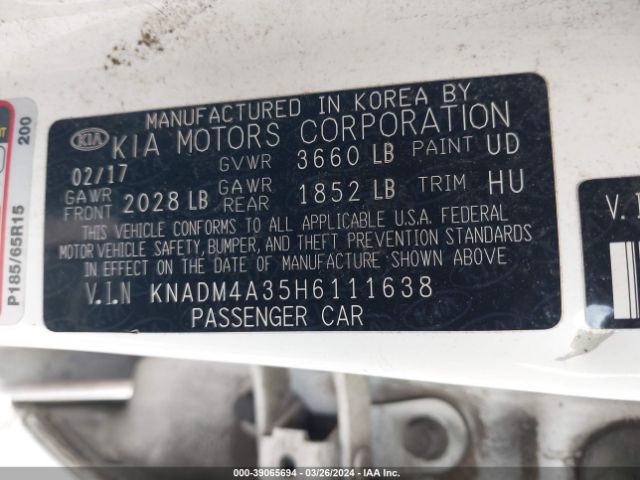 MANUFACTURED IN KOREA BY
KIA KIA MOTORS CORPORATION
02/17 GVWR 3660 LB PAINT UD
GAWR FRONT 2028 LB GAWR REAR 1852 LB TRIM HU
THIS VEHICLE CONFORMS TO ALL APPLICABLE U.S.A. FEDERAL
MOTOR VEHICLE SAFETY, BUMPER, AND THEFT PREVENTION STANDARDS
IN EFFECT ON THE DATE OF MANUFACTURE SHOWN ABOVE
V.I.N KNADM4A35H6111638
PASSENGER CAR
P185/65R15
200
V. I
000-39065694 / 03/26/2024 - IAA Inc.